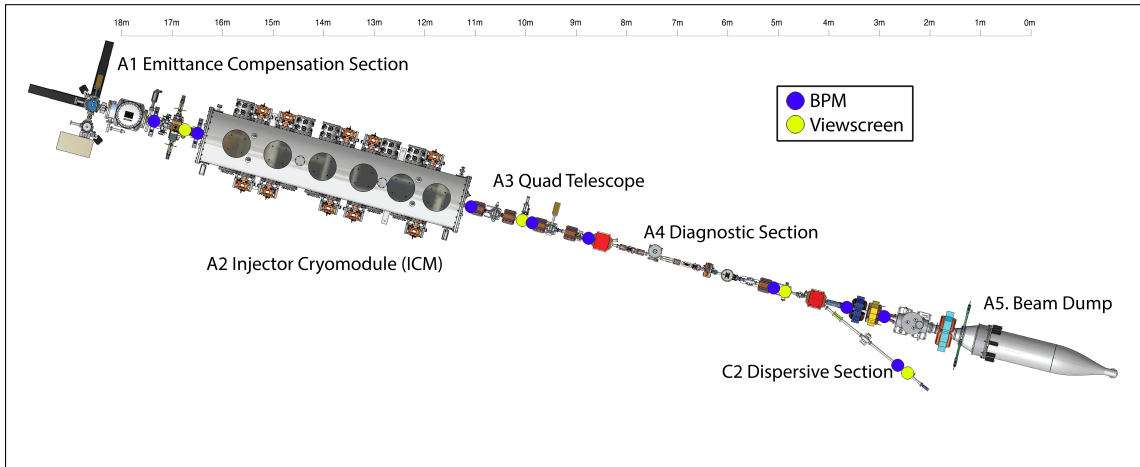 18m 17m 16m 15m 14m 13m 12m 11m 10m 9m 8m 7m 6m 5m 4m 3m 2m 1m 0m
A1 Emittance Compensation Section
BPM
Viewscreen
A3 Quad Telescope
A4 Diagnostic Section
A2 Injector Cryomodule (ICM)
A5. Beam Dump
C2 Dispersive Section